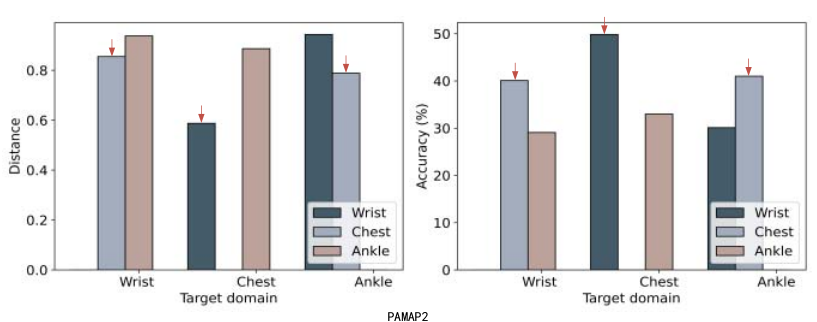 Distance
0.8
0.6
0.4
0.2
0.0
Wrist
Chest
Ankle
Wrist Chest Ankle
Target domain
Accuracy (%)
50
40
30
20
10
0
Wrist
Chest
Ankle
Wrist Chest Ankle
Target domain
PAMAP2